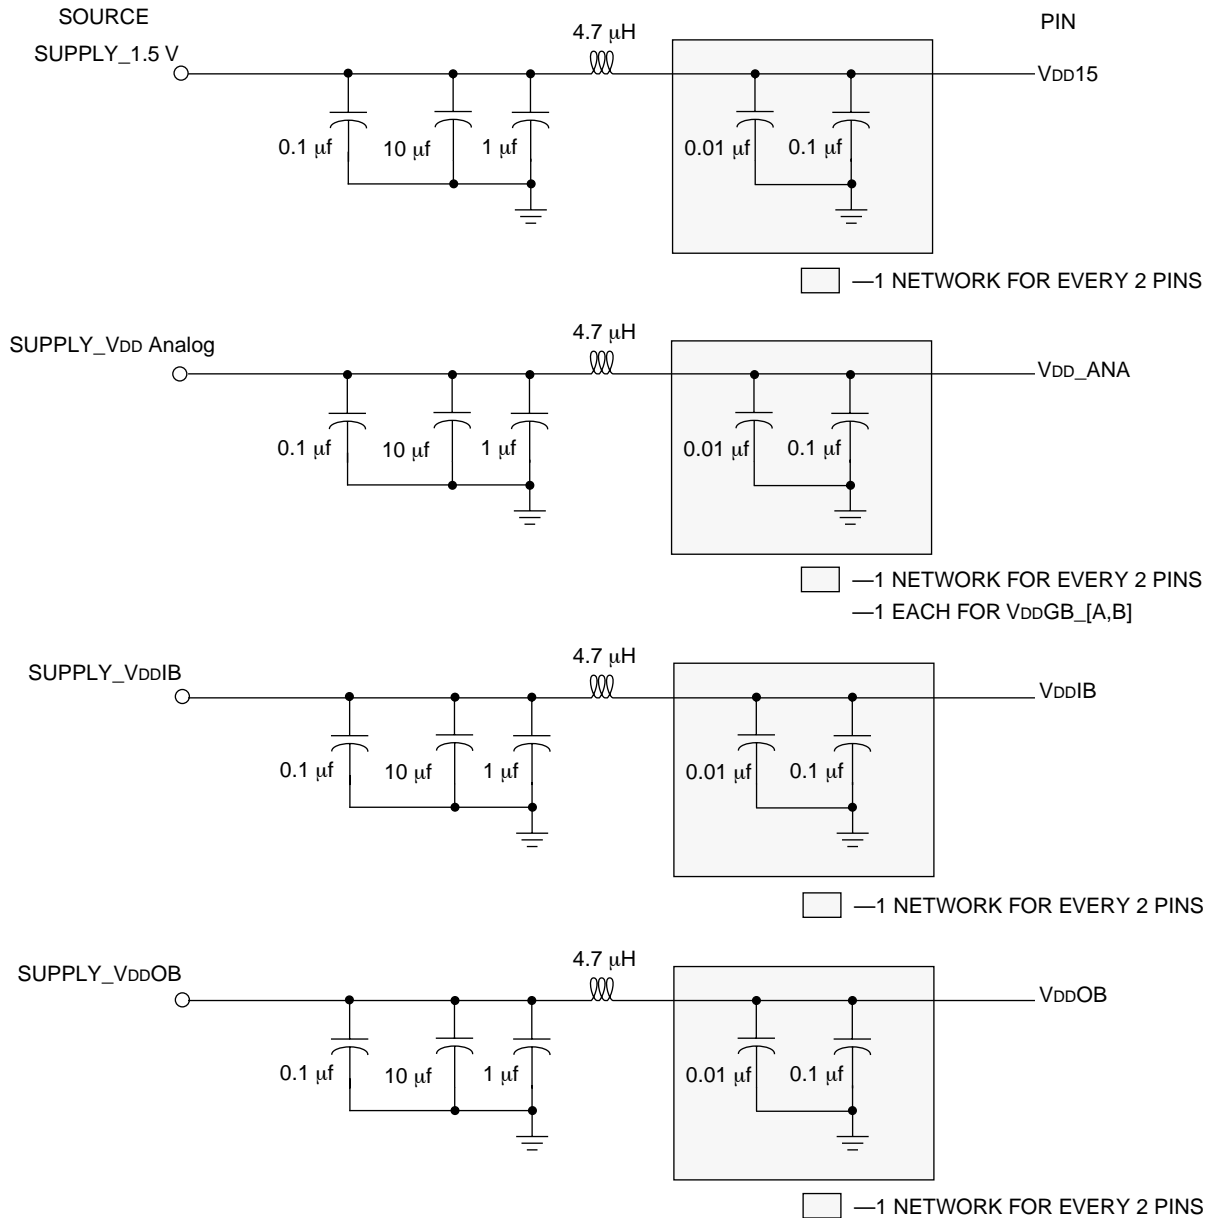 SOURCE
PIN
4.7 μH
SUPPLY_1.5 V
VDD15
0.1 μf
10 μf
1 μf
0.01 μf
0.1 μf
—1 NETWORK FOR EVERY 2 PINS
4.7 μH
SUPPLY_VDD Analog
VDD_ANA
0.1 μf
10 μf
1 μf
0.01 μf
0.1 μf
—1 NETWORK FOR EVERY 2 PINS
—1 EACH FOR VDDGB_[A,B]
4.7 μH
SUPPLY_VDDIB
VDDIB
0.1 μf
10 μf
1 μf
0.01 μf
0.1 μf
—1 NETWORK FOR EVERY 2 PINS
4.7 μH
SUPPLY_VDDOB
VDDOB
0.1 μf
10 μf
1 μf
0.01 μf
0.1 μf
—1 NETWORK FOR EVERY 2 PINS